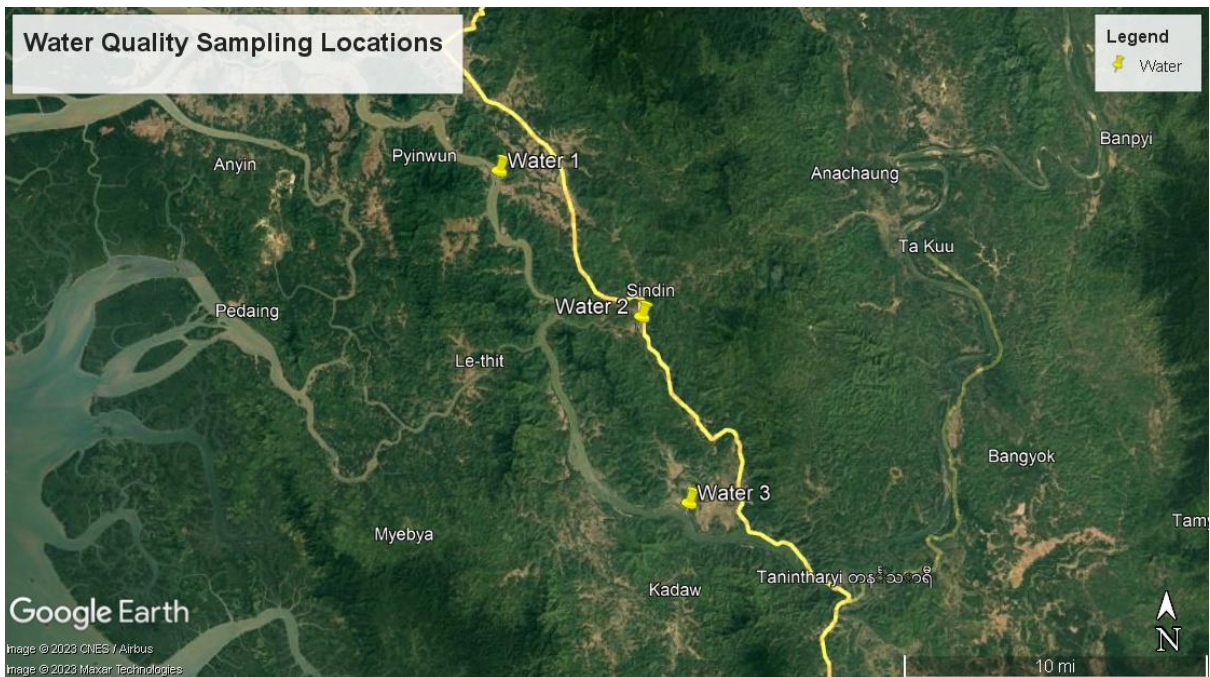 Water Quality Sampling Locations
Legend
Water
Banpyi
Anyin
Pyinwun
Water 1
Anachaung
Ta Kuu
Sindin
Water 2
Pedaing
Le-thit
Bangyok
Water 3
Tamy
Myebya
Tanintharyi
Kadaw
Google Earth
N
Image © 2023 CNES / Airbus
Image © 2023 Maxar Technologies
10 mi